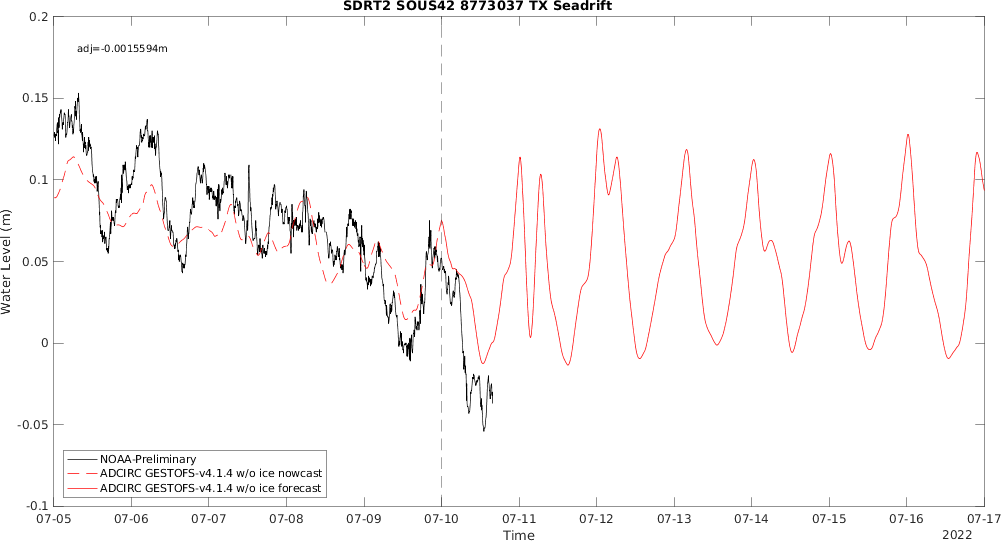 SDRT2 SOUS42 8773037 TX Seadrift
0.2
adj=-0.0015594m
0.15
0.1
0.05
0
-0.05
-0.1
Water Level (m)
NOAA-Preliminary
ADCIRC GESTOFS-v4.1.4 w/o ice nowcast
ADCIRC GESTOFS-v4.1.4 w/o ice forecast
07-05 07-06 07-07 07-08 07-09 07-10 07-11 07-12 07-13 07-14 07-15 07-16 07-17
Time
2022